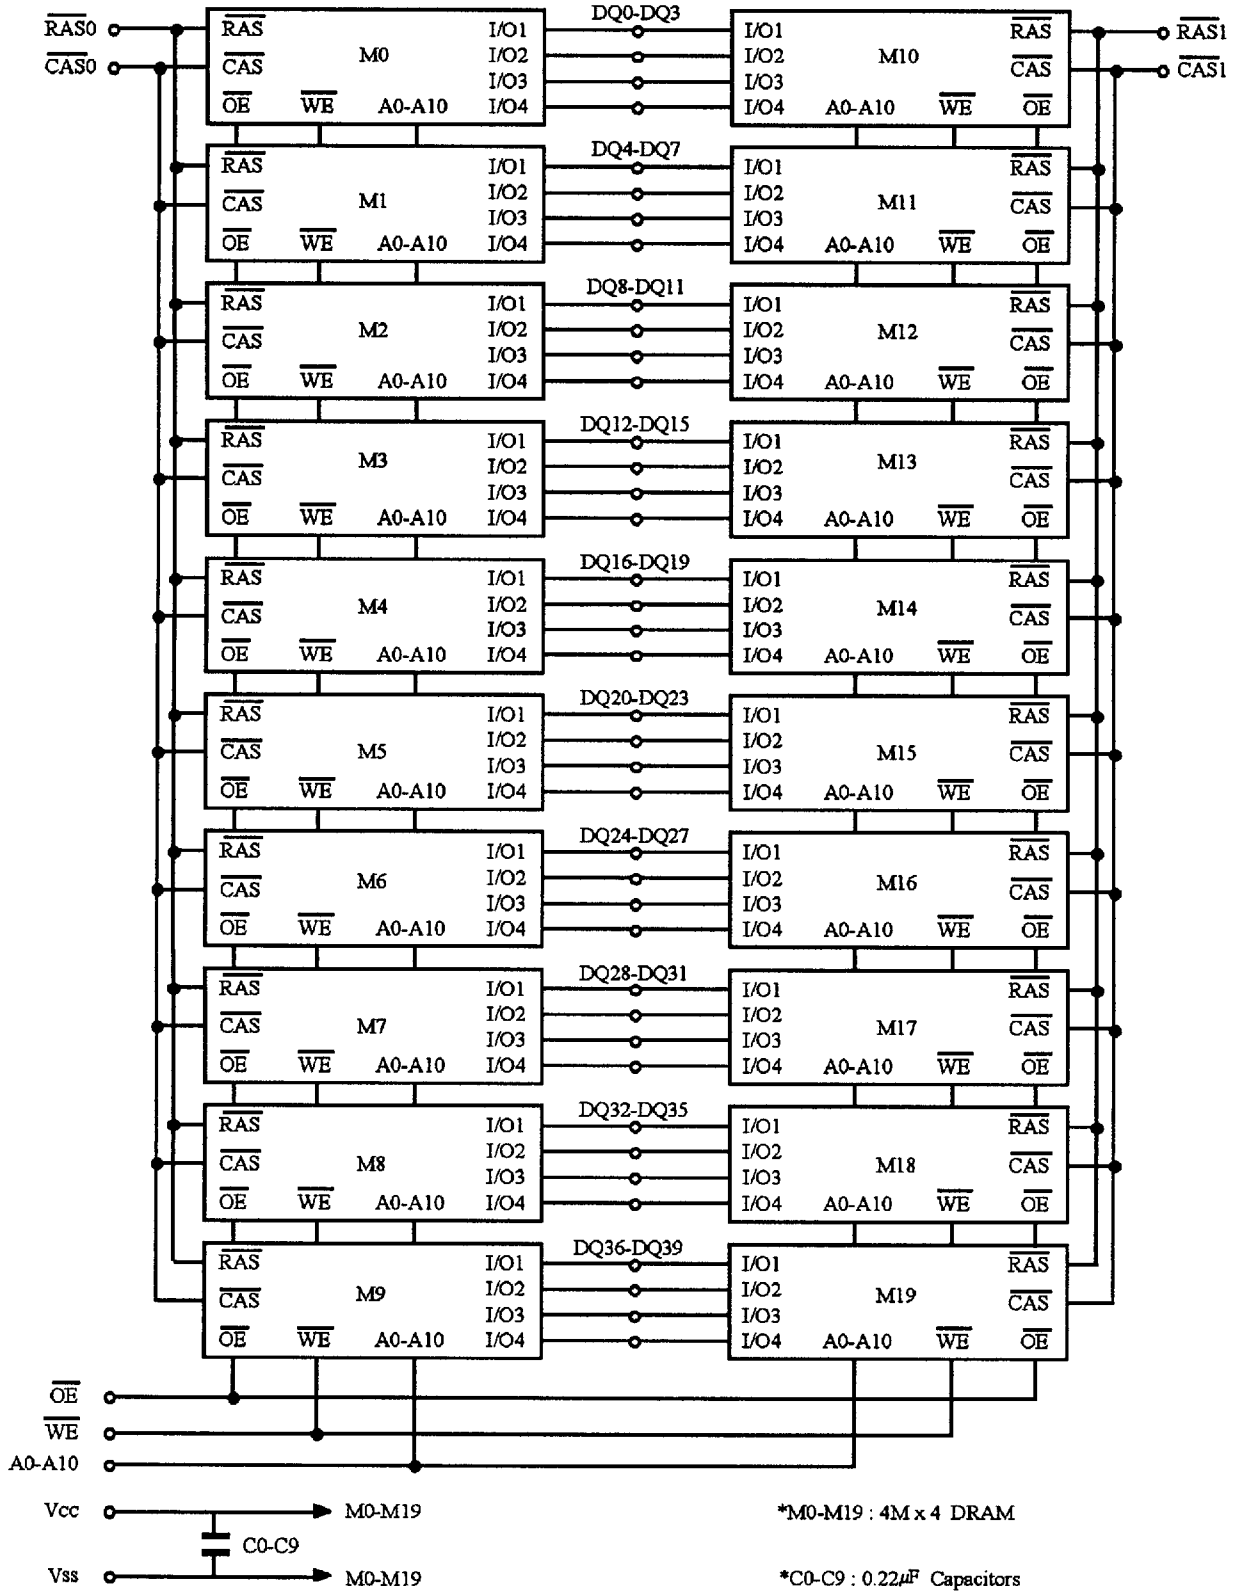 RAS0 RAS I/O1 DQ0-DQ3 I/O1 RAS RAS1
CAS0 CAS M0 I/O2 I/O2 M10 CAS CAS1
I/O3 I/O3
OE WE A0-A10 I/O4 I/O4 A0-A10 WE OE
RAS I/O1 DQ4-DQ7 I/O1 RAS
CAS M1 I/O2 I/O2 M11 CAS
I/O3 I/O3
OE WE A0-A10 I/O4 I/O4 A0-A10 WE OE
RAS I/O1 DQ8-DQ11 I/O1 RAS
CAS M2 I/O2 I/O2 M12 CAS
I/O3 I/O3
OE WE A0-A10 I/O4 I/O4 A0-A10 WE OE
RAS I/O1 DQ12-DQ15 I/O1 RAS
CAS M3 I/O2 I/O2 M13 CAS
I/O3 I/O3
OE WE A0-A10 I/O4 I/O4 A0-A10 WE OE
RAS I/O1 DQ16-DQ19 I/O1 RAS
CAS M4 I/O2 I/O2 M14 CAS
I/O3 I/O3
OE WE A0-A10 I/O4 I/O4 A0-A10 WE OE
RAS I/O1 DQ20-DQ23 I/O1 RAS
CAS M5 I/O2 I/O2 M15 CAS
I/O3 I/O3
OE WE A0-A10 I/O4 I/O4 A0-A10 WE OE
RAS I/O1 DQ24-DQ27 I/O1 RAS
CAS M6 I/O2 I/O2 M16 CAS
I/O3 I/O3
OE WE A0-A10 I/O4 I/O4 A0-A10 WE OE
RAS I/O1 DQ28-DQ31 I/O1 RAS
CAS M7 I/O2 I/O2 M17 CAS
I/O3 I/O3
OE WE A0-A10 I/O4 I/O4 A0-A10 WE OE
RAS I/O1 DQ32-DQ35 I/O1 RAS
CAS M8 I/O2 I/O2 M18 CAS
I/O3 I/O3
OE WE A0-A10 I/O4 I/O4 A0-A10 WE OE
RAS I/O1 DQ36-DQ39 I/O1 RAS
CAS M9 I/O2 I/O2 M19 CAS
I/O3 I/O3
OE WE A0-A10 I/O4 I/O4 A0-A10 WE OE
OE
WE
A0-A10
Vcc M0-M19 *M0-M19 : 4M x 4 DRAM
C0-C9
Vss M0-M19 *C0-C9 : 0.22μF Capacitors